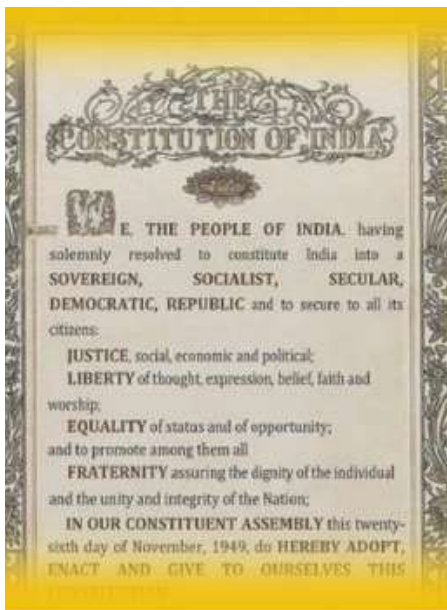 THE
CONSTITUTION OF INDIA
WE, THE PEOPLE OF INDIA, having
solemnly resolved to constitute India into a
SOVEREIGN, SOCIALIST, SECULAR,
DEMOCRATIC, REPUBLIC and to secure to all its
citizens:
JUSTICE, social, economic and political;
LIBERTY of thought, expression, belief, faith and
worship;
EQUALITY of status and of opportunity;
and to promote among them all
FRATERNITY assuring the dignity of the individual
and the unity and integrity of the Nation;
IN OUR CONSTITUENT ASSEMBLY this twenty-
sixth day of November, 1949, do HEREBY ADOPT,
ENACT AND GIVE TO OURSELVES THIS